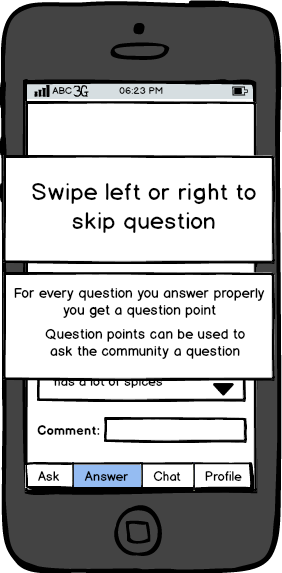 ABC 3G 06:23 PM
Swipe left or right to
skip question
For every question you answer properly
you get a question point
Question points can be used to
ask the community a question
has a lot of spices
Comment:
Ask Answer Chat Profile